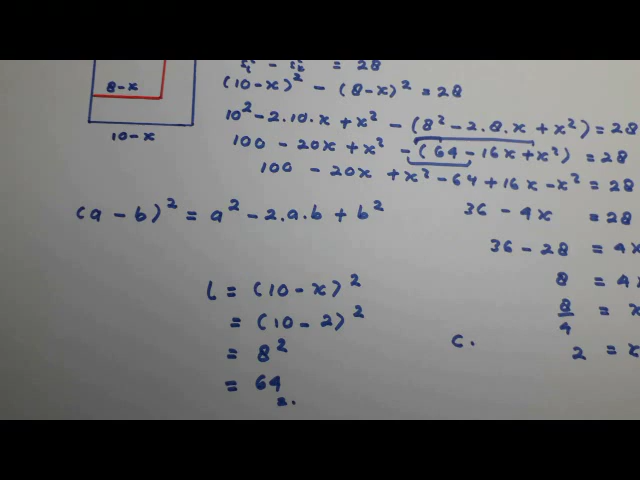 = 28
8-x
(10-x)² - (8-x)² = 28
10² - 2.10.x + x² - (8² - 2.8.x + x²) = 28
10-x
100 - 20x + x² - (64 - 16x + x²) = 28
100 - 20x + x² - 64 + 16x - x² = 28
(a - b)² = a² - 2.a.b + b²
36 - 4x = 28
36 - 28 = 4x
l = (10 - x)²
8 = 4x
= (10 - 2)²
8/4 = x
= 8²
c.
2 = x
= 64